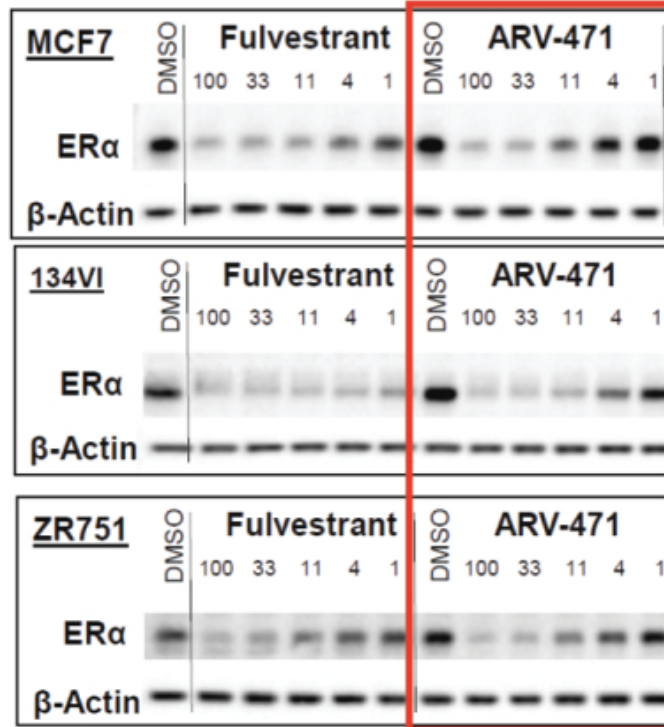 MCF7
DMSO Fulvestrant DMSO ARV-471
100 33 11 4 1 100 33 11 4 1
ERα
β-Actin
134VI
DMSO Fulvestrant DMSO ARV-471
100 33 11 4 1 100 33 11 4 1
ERα
β-Actin
ZR751
DMSO Fulvestrant DMSO ARV-471
100 33 11 4 1 100 33 11 4 1
ERα
β-Actin